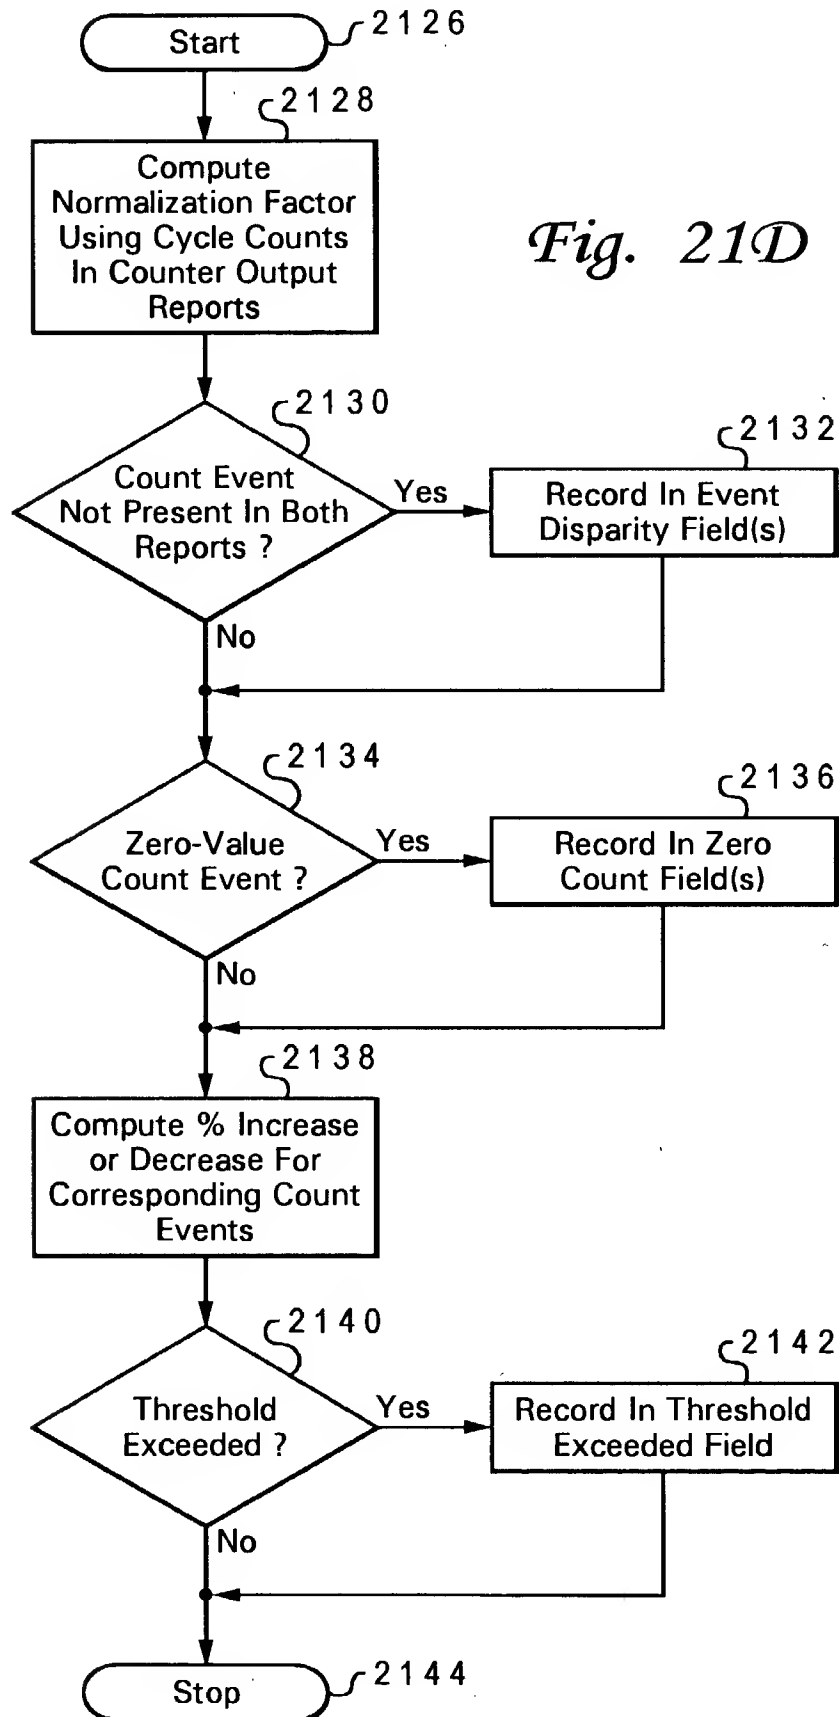 Start
2126
2128
Compute
Normalization Factor
Using Cycle Counts
In Counter Output
Reports
Fig. 21D
2130
Count Event
Not Present In Both
Reports ?
Yes
2132
Record In Event
Disparity Field(s)
No
2134
Zero-Value
Count Event ?
Yes
2136
Record In Zero
Count Field(s)
No
2138
Compute % Increase
or Decrease For
Corresponding Count
Events
2140
Threshold
Exceeded ?
Yes
2142
Record In Threshold
Exceeded Field
No
Stop
2144